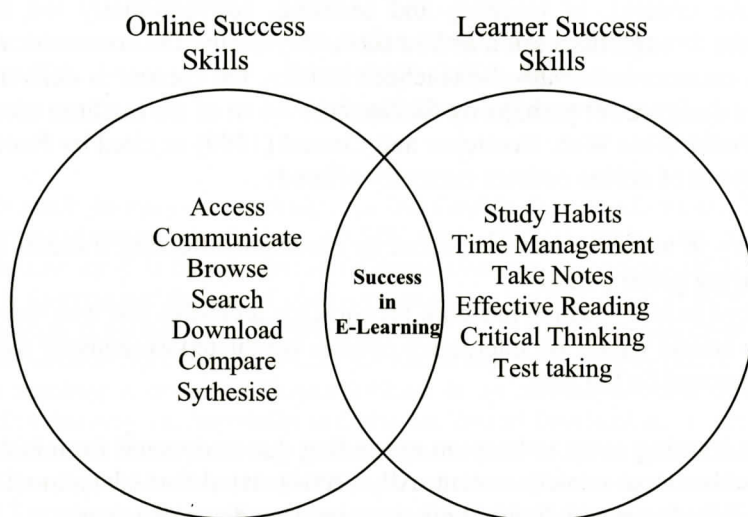 Online Success
Skills
Learner Success
Skills
Access
Communicate
Browse
Search
Download
Compare
Sythesise
Success
in
E-Learning
Study Habits
Time Management
Take Notes
Effective Reading
Critical Thinking
Test taking